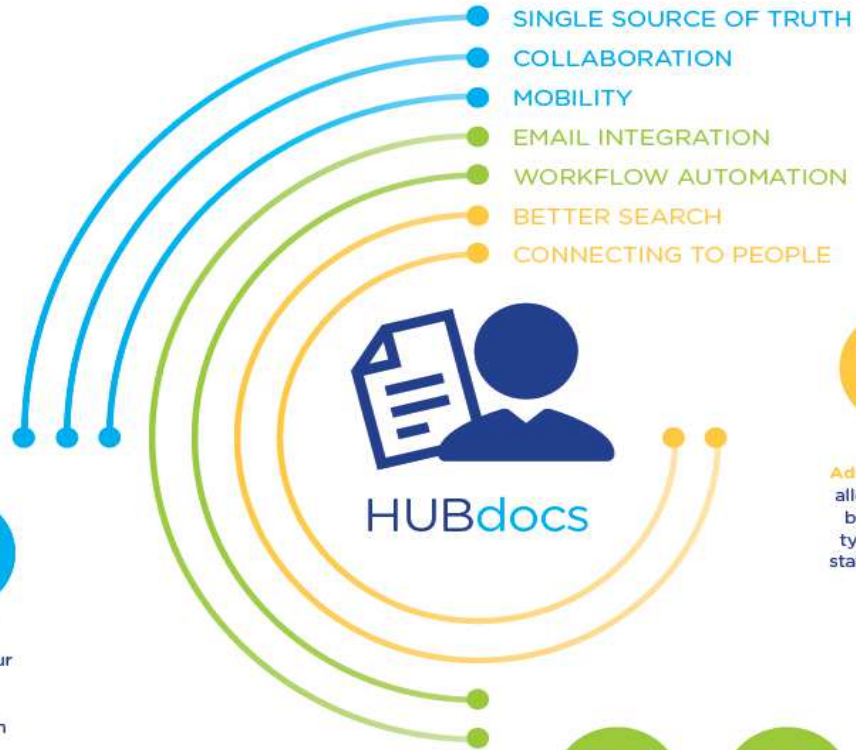 SINGLE SOURCE OF TRUTH
COLLABORATION
MOBILITY
EMAIL INTEGRATION
WORKFLOW AUTOMATION
BETTER SEARCH
CONNECTING TO PEOPLE
HUBdocs